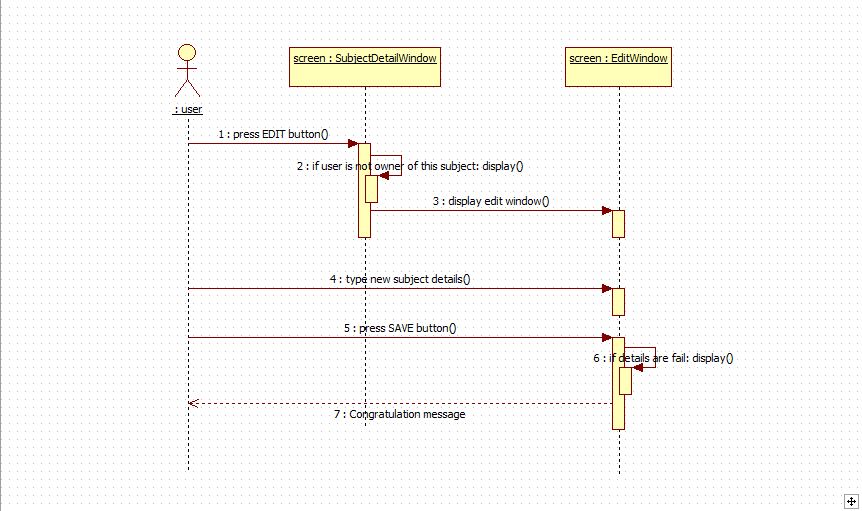 screen : SubjectDetailWindow
screen : EditWindow
: user
1 : press EDIT button()
2 : if user is not owner of this subject: display()
3 : display edit window()
4 : type new subject details()
5 : press SAVE button()
6 : if details are fail: display()
7 : Congratulation message